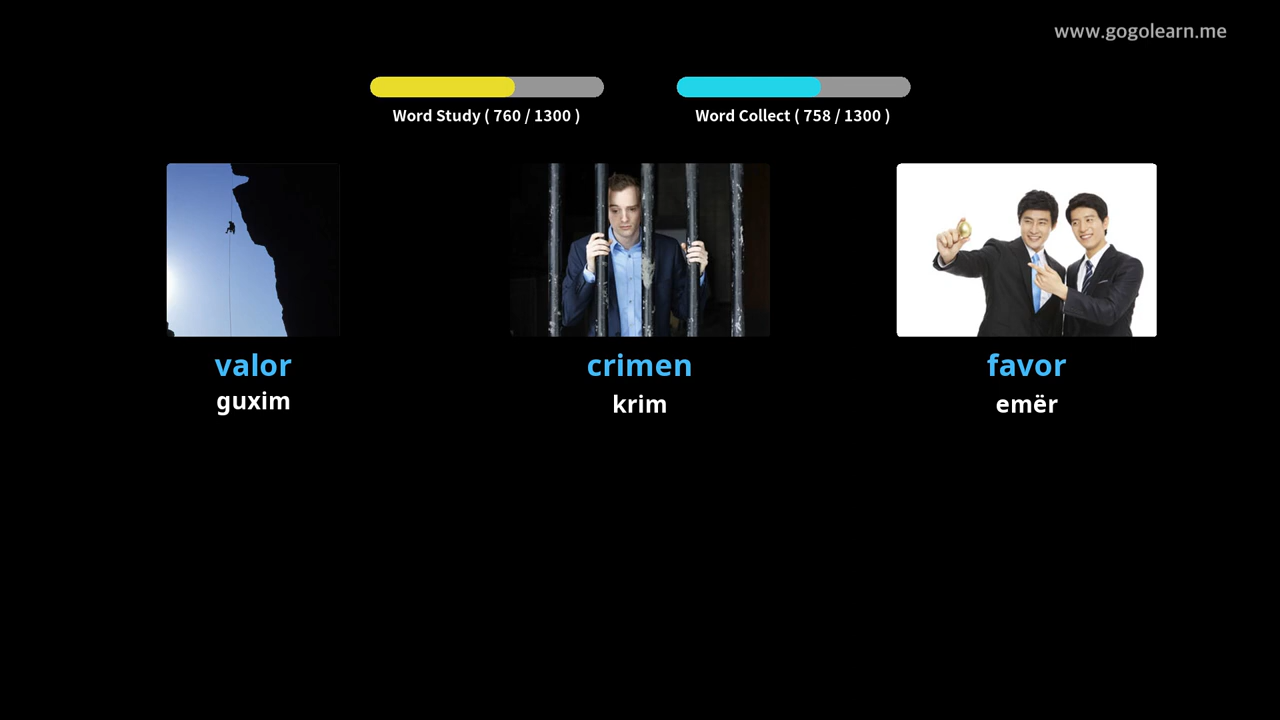 www.gogolearn.me
Word Study ( 760 / 1300 )
Word Collect ( 758 / 1300 )
valor
guxim
crimen
krim
favor
emër